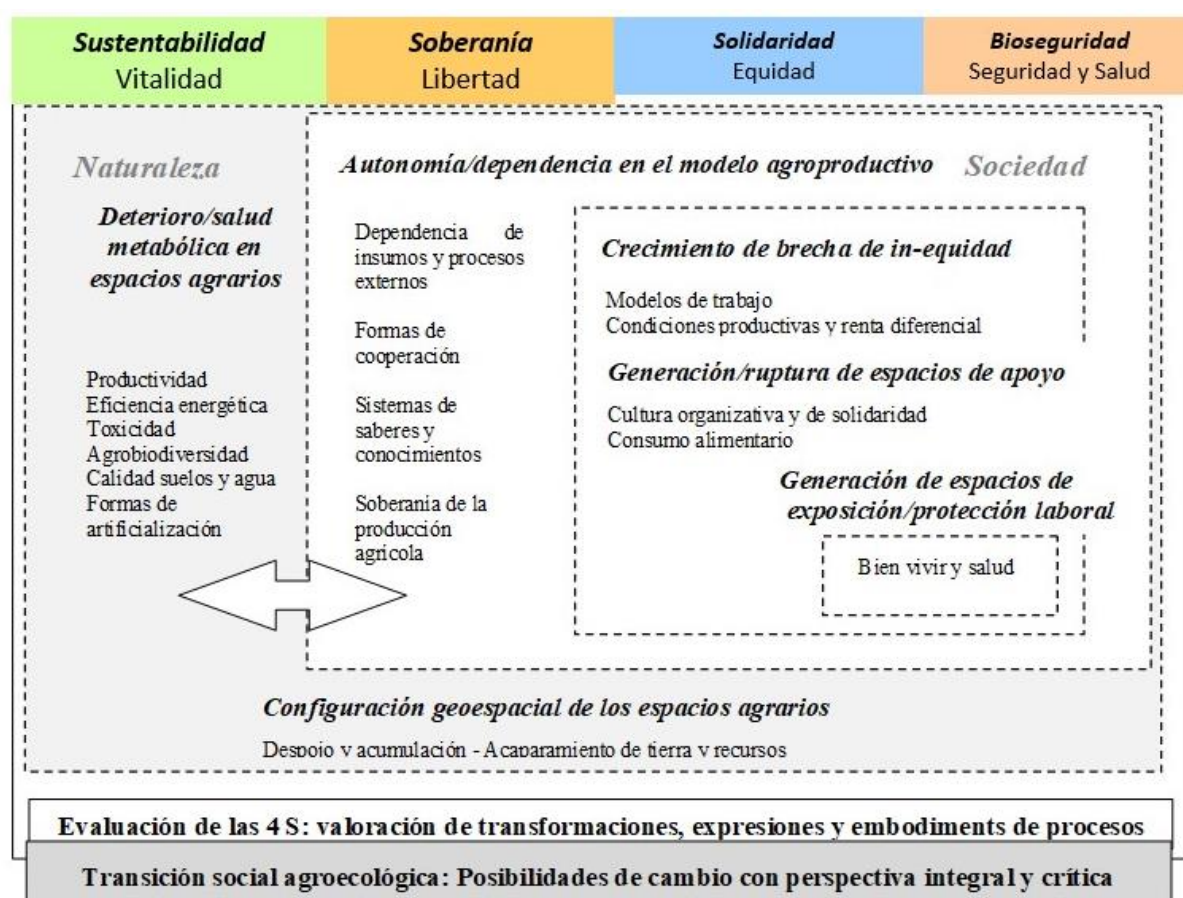 Sustentabilidad
Vitalidad
Soberanía
Libertad
Solidaridad
Equidad
Bioseguridad
Seguridad y Salud
Naturaleza
Deterioro/salud
metabólica en
espacios agrarios
Productividad
Eficiencia energética
Toxicidad
Agrobiodiversidad
Calidad suelos y agua
Formas de
artificialización
Autonomía/dependencia en el modelo agroproductivo
Sociedad
Dependencia de
insumos y procesos
externos
Formas de
cooperación
Sistemas de
saberes y
conocimientos
Soberanía de la
producción
agrícola
Crecimiento de brecha de in-equidad
Modelos de trabajo
Condiciones productivas y renta diferencial
Generación/ruptura de espacios de apoyo
Cultura organizativa y de solidaridad
Consumo alimentario
Generación de espacios de
exposición/protección laboral
Bien vivir y salud
Configuración geoespacial de los espacios agrarios
Despojo y acumulación - Acaparamiento de tierra y recursos
Evaluación de las 4 S: valoración de transformaciones, expresiones y embodiments de procesos
Transición social agroecológica: Posibilidades de cambio con perspectiva integral y crítica